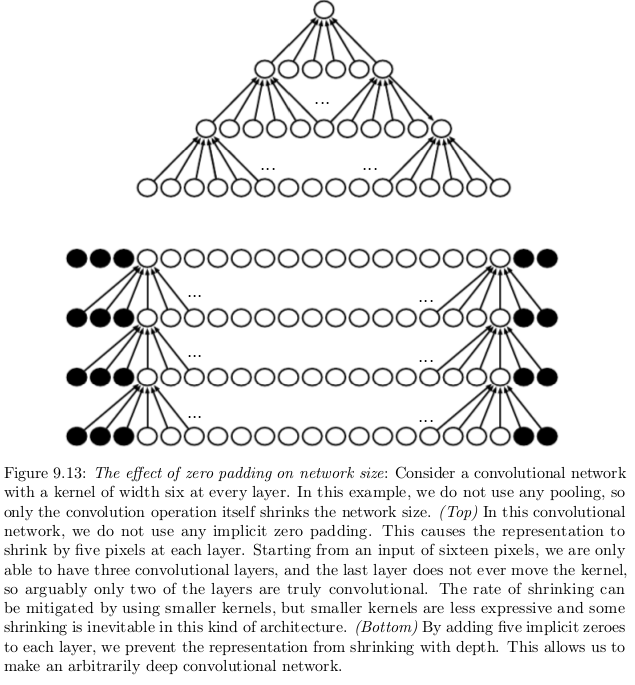 ...
... ...
... ...
... ...
... ...
Figure 9.13: The effect of zero padding on network size: Consider a convolutional network
with a kernel of width six at every layer. In this example, we do not use any pooling, so
only the convolution operation itself shrinks the network size. (Top) In this convolutional
network, we do not use any implicit zero padding. This causes the representation to
shrink by five pixels at each layer. Starting from an input of sixteen pixels, we are only
able to have three convolutional layers, and the last layer does not ever move the kernel,
so arguably only two of the layers are truly convolutional. The rate of shrinking can
be mitigated by using smaller kernels, but smaller kernels are less expressive and some
shrinking is inevitable in this kind of architecture. (Bottom) By adding five implicit zeroes
to each layer, we prevent the representation from shrinking with depth. This allows us to
make an arbitrarily deep convolutional network.